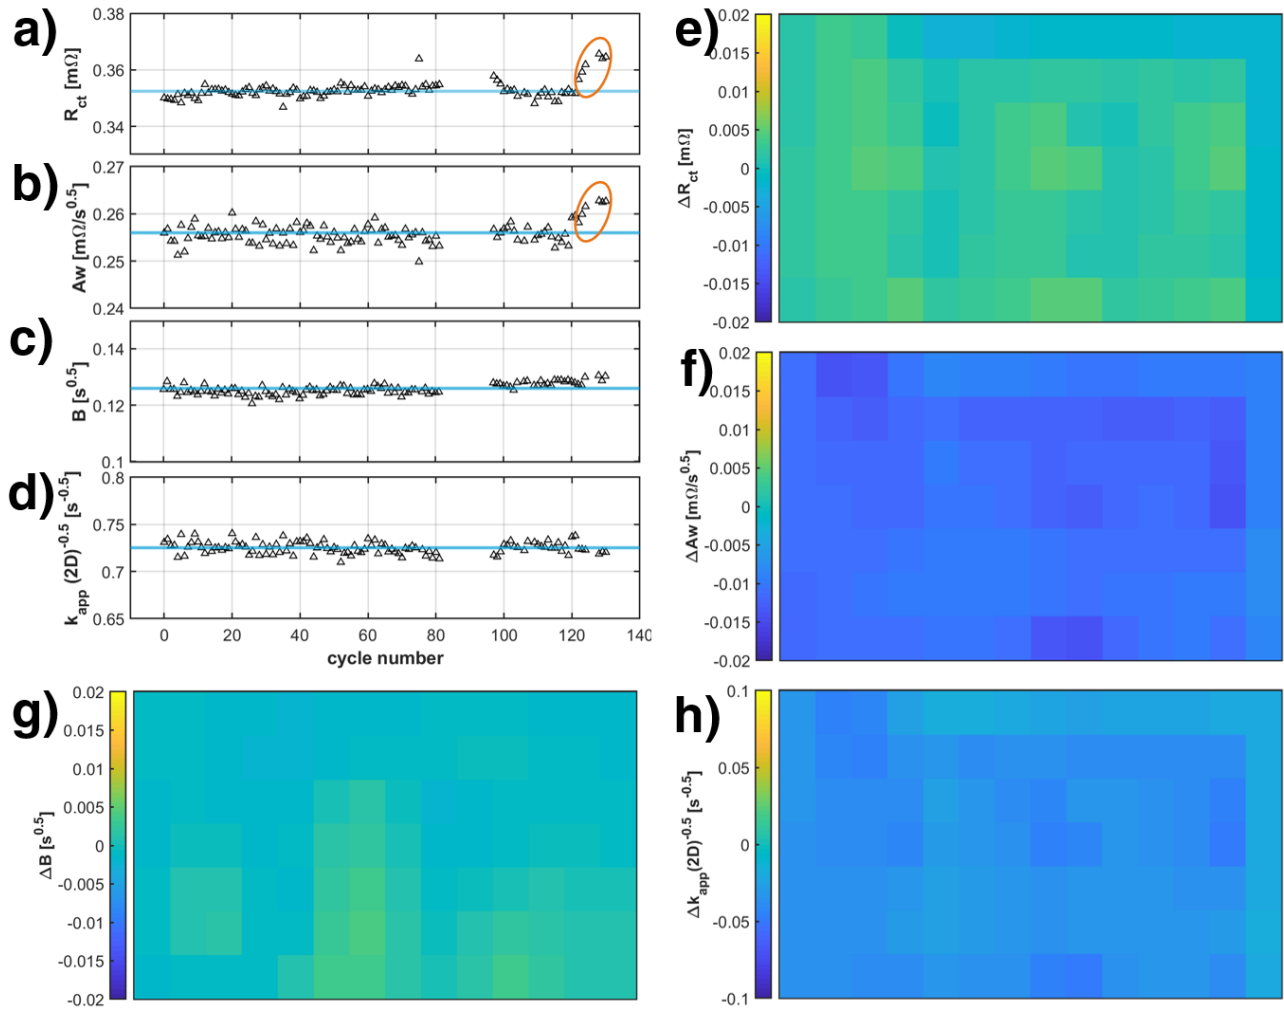 a)
R_ct [mΩ]
0.38
0.36
0.34
b)
Aw [mΩ/s^0.5]
0.27
0.26
0.25
0.24
c)
B [s^0.5]
0.14
0.12
0.1
d)
k_app (2D)^-0.5 [s^-0.5]
0.8
0.75
0.7
0.65
0 20 40 60 80 100 120 140
cycle number
e)
ΔR_ct [mΩ]
0.02
0.015
0.01
0.005
0
-0.005
-0.01
-0.015
-0.02
f)
ΔAw [mΩ/s^0.5]
0.02
0.015
0.01
0.005
0
-0.005
-0.01
-0.015
-0.02
g)
ΔB [s^0.5]
0.02
0.015
0.01
0.005
0
-0.005
-0.01
-0.015
-0.02
h)
Δk_app(2D)^-0.5 [s^-0.5]
0.1
0.05
0
-0.05
-0.1